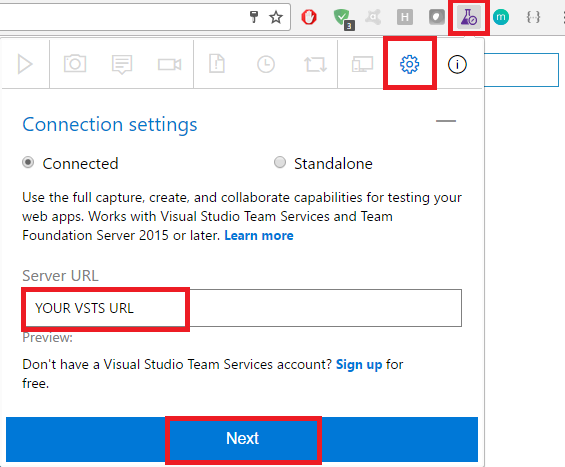 3
H
m
{-}
i
Connection settings
Connected
Standalone
Use the full capture, create, and collaborate capabilities for testing your
web apps. Works with Visual Studio Team Services and Team
Foundation Server 2015 or later. Learn more
Server URL
YOUR VSTS URL
Preview:
Don't have a Visual Studio Team Services account? Sign up for
free.
Next